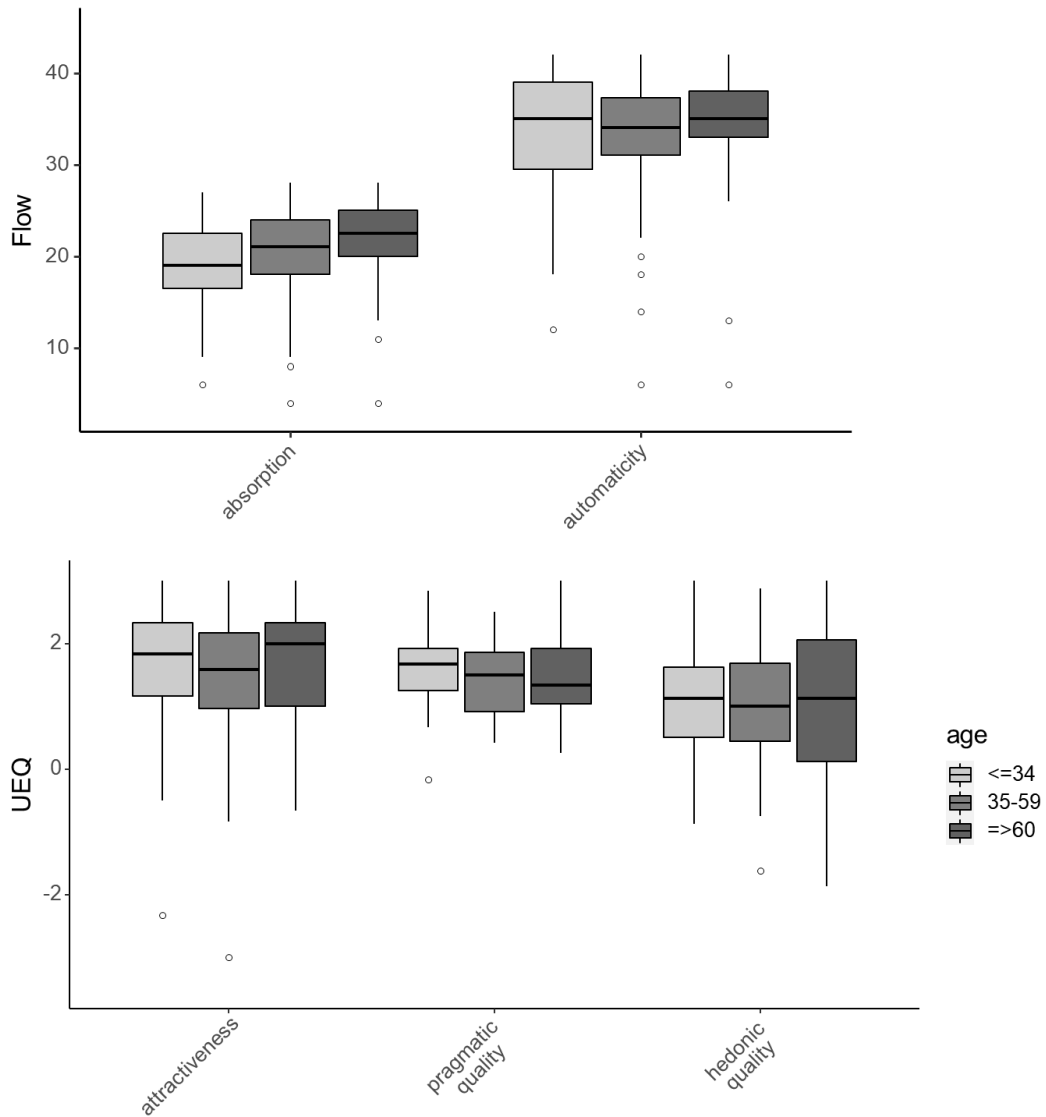 Flow
40
30
20
10
absorption
automaticity
UEQ
2
0
-2
attractiveness
pragmatic
quality
hedonic
quality
age
<=34
35-59
=>60